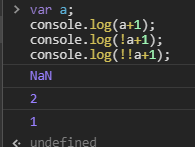 > var a;
console.log(a+1);
console.log(!a+1);
console.log(!!a+1);
NaN
2
1
<· undefined